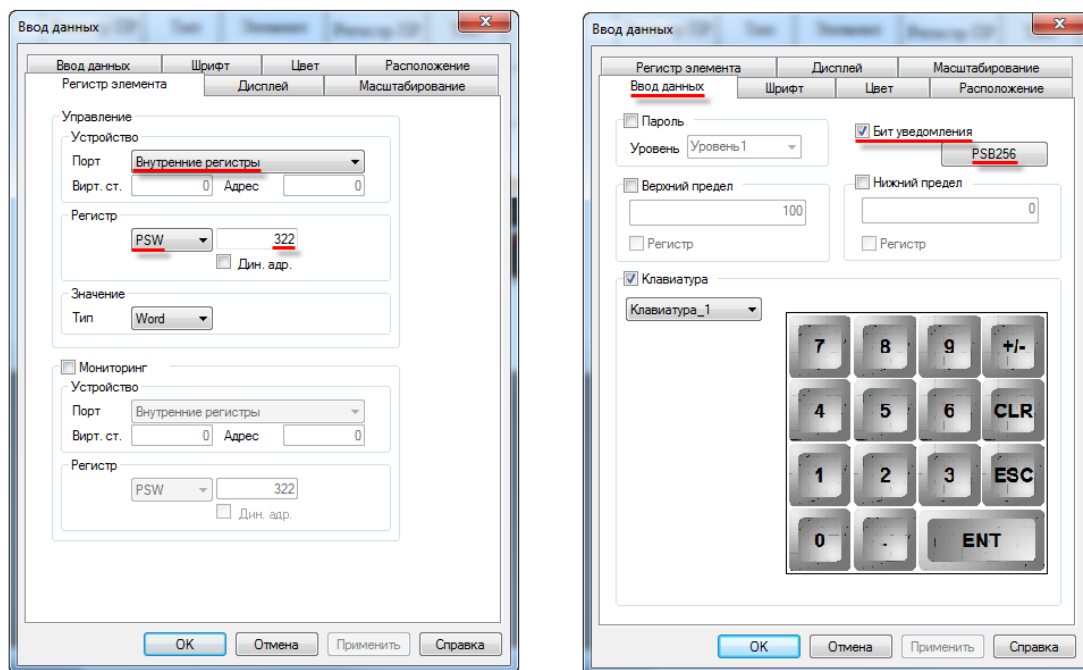 Ввод данных
Ввод данных Шрифт Цвет Расположение
Регистр элемента Дисплей Масштабирование
Управление
Устройство
Порт Внутренние регистры
Вирт. ст. 0 Адрес 0
Регистр
PSW 322
Дин. адр.
Значение
Тип Word
Мониторинг
Устройство
Порт Внутренние регистры
Вирт. ст. 0 Адрес 0
Регистр
PSW 322
Дин. адр.
OK Отмена Применить Справка
Ввод данных
Регистр элемента Дисплей Масштабирование
Ввод данных Шрифт Цвет Расположение
Пароль
Уровень Уровень1
Бит уведомления
PSB256
Верхний предел
100
Регистр
Нижний предел
0
Регистр
Клавиатура
Клавиатура_1
7 8 9 +/-
4 5 6 CLR
1 2 3 ESC
0 . ENT
OK Отмена Применить Справка